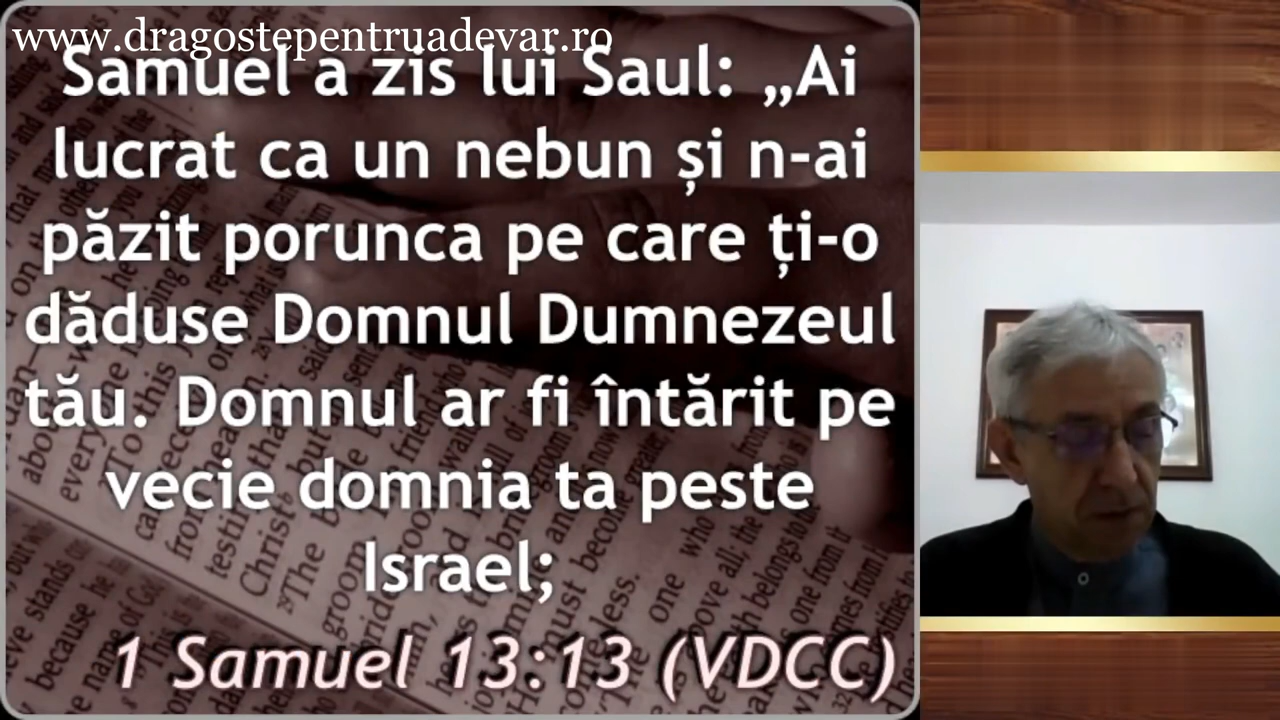 www.dragostepentruadevar.ro
Samuel a zis lui Saul: „Ai
lucrat ca un nebun și n-ai
păzit porunca pe care ți-o
dăduse Domnul Dumnezeul
tău. Domnul ar fi întărit pe
vecie domnia ta peste
Israel;
1 Samuel 13:13 (VDCC)